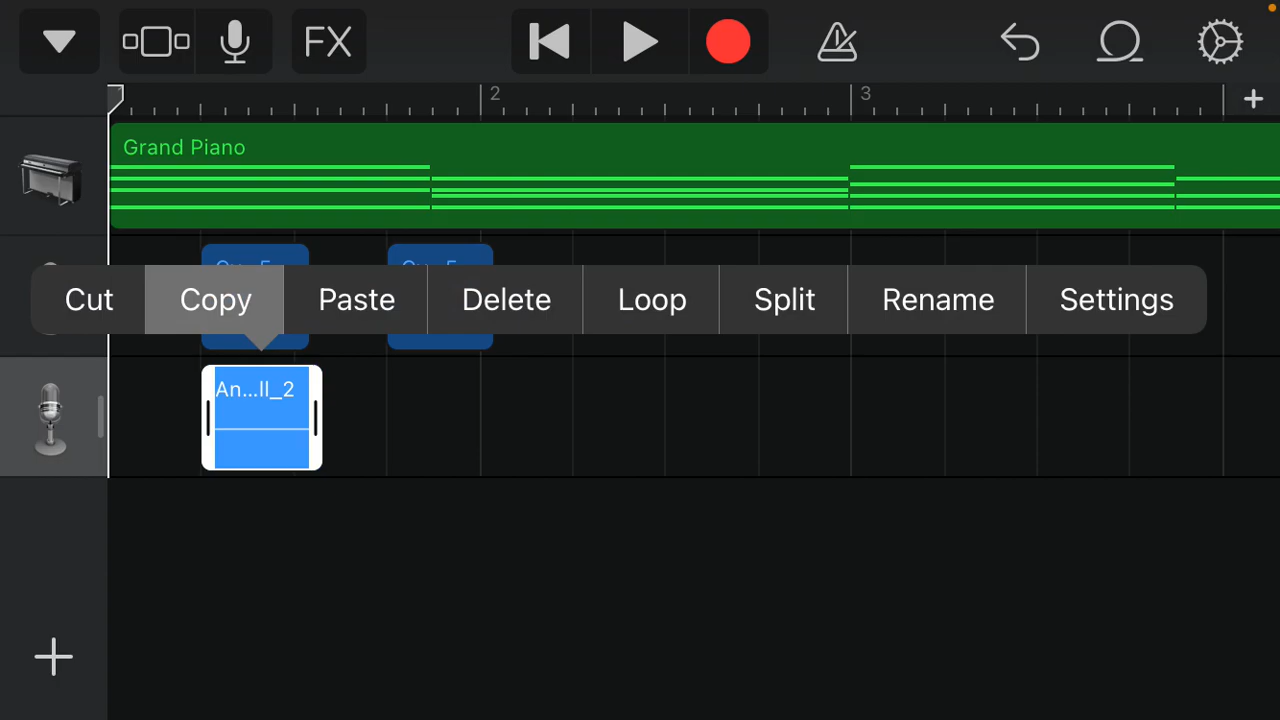 FX
2
3
Grand Piano
Cut Copy Paste Delete Loop Split Rename Settings
An...ll_2